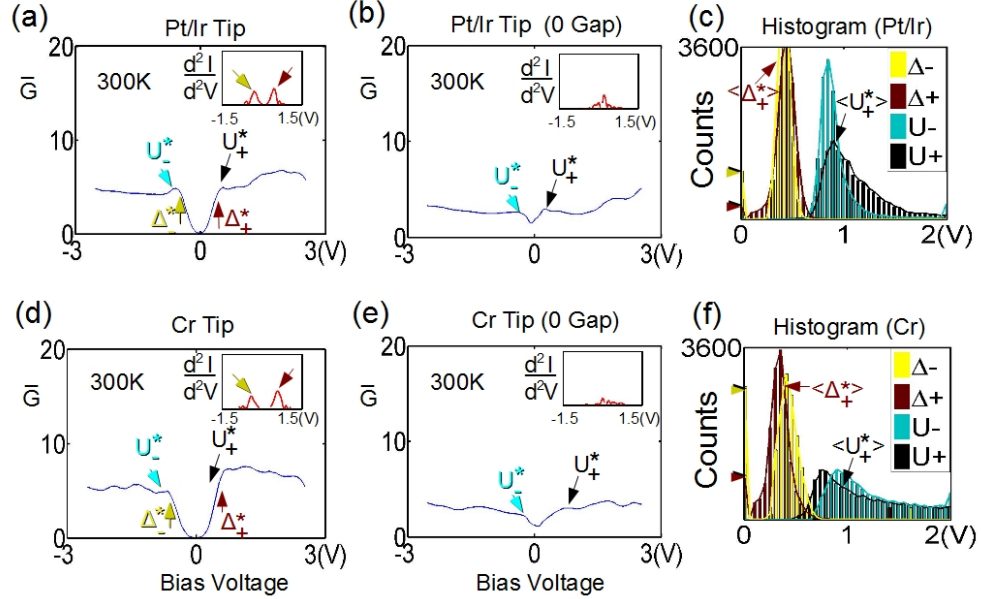 (a)
Pt/Ir Tip
20
Ḡ
300K
d²I
d²V
-1.5
1.5(V)
10
U*₋
U*₊
Δ*₋
Δ*₊
0
-3
0
3(V)
(b)
Pt/Ir Tip (0 Gap)
20
Ḡ
300K
d²I
d²V
-1.5
1.5(V)
10
U*₋
U*₊
0
-3
0
3(V)
(c)
Histogram (Pt/Ir)
3600
Counts
<Δ*₊>
<U*₊>
Δ-
Δ+
U-
U+
0
1
2(V)
(d)
Cr Tip
20
Ḡ
300K
d²I
d²V
-1.5
1.5(V)
10
U*₋
U*₊
Δ*₋
Δ*₊
0
-3
0
3(V)
Bias Voltage
(e)
Cr Tip (0 Gap)
20
Ḡ
300K
d²I
d²V
-1.5
1.5(V)
10
U*₋
U*₊
0
-3
0
3(V)
Bias Voltage
(f)
Histogram (Cr)
3600
Counts
<Δ*₊>
<U*₊>
Δ-
Δ+
U-
U+
0
1
2(V)